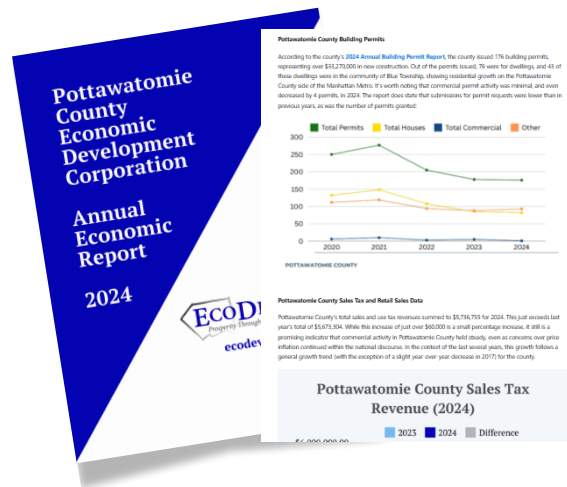 Pottawatomie
County
Economic
Development
Corporation
Annual
Economic
Report
2024
ECODE
Prosperity Through
ecodev
Pottawatomie County Building Permits
According to the county's 2024 Annual Building Permit Report, the county issued 176 building permits,
representing over $33,270,000 in new construction. Out of the permits issued, 76 were for dwellings, and 43 of
these dwellings were in the community of Blue Township, showing residential growth on the Pottawatomie
County side of the Manhattan Metro. It's worth noting that commercial permit activity was minimal, and even
decreased by 4 permits, in 2024. The report does state that submissions for permit requests were lower than in
previous years, as was the number of permits granted:
Total Permits Total Houses Total Commercial Other
300
250
200
150
100
50
0
2020 2021 2022 2023 2024
POTTAWATOMIE COUNTY
Pottawatomie County Sales Tax and Retail Sales Data
Pottawatomie County's total sales and use tax revenues summed to $5,736,755 for 2024. This just exceeds last
year's total of $5,673,304. While this increase of just over $60,000 is a small percentage increase, it still is a
promising indicator that commercial activity in Pottawatomie County held steady, even as concerns over price
inflation continued within the national discourse. In the context of the last several years, this growth follows a
general growth trend (with the exception of a slight year-over-year decrease in 2017) for the county.
Pottawatomie County Sales Tax
Revenue (2024)
2023 2024 Difference
$6,000,000.00